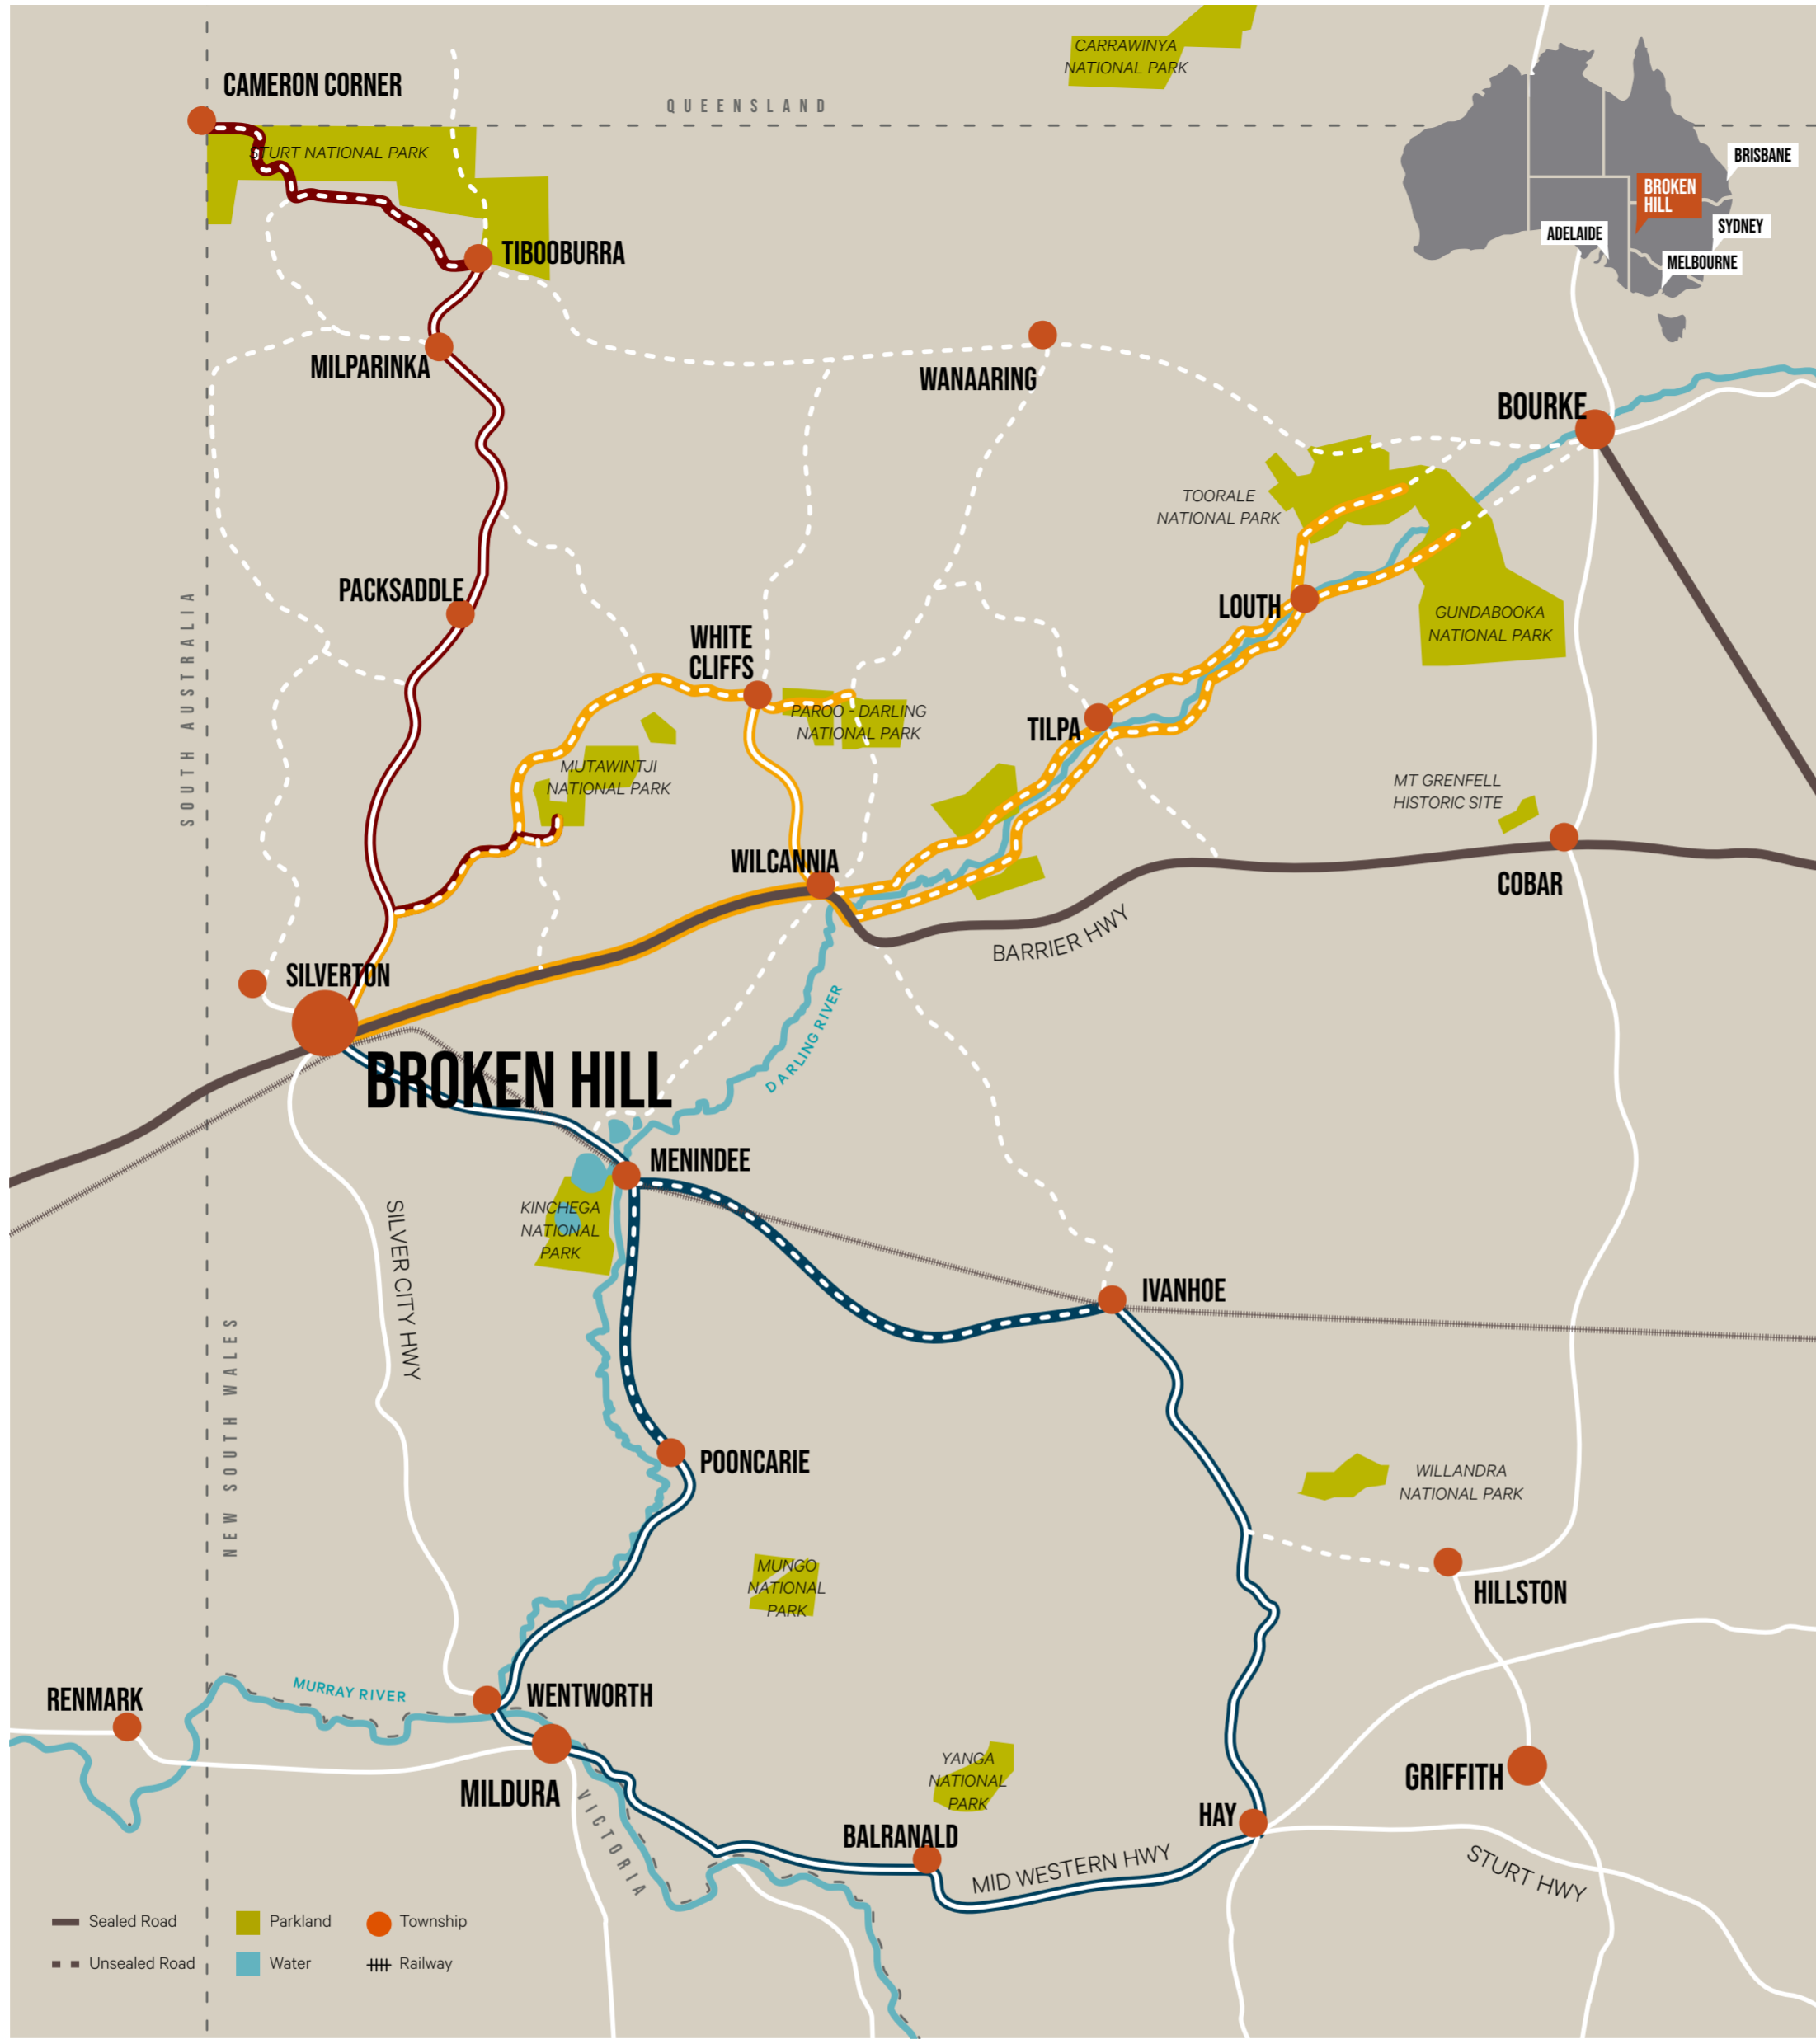 CARRAWINYA
NATIONAL PARK
CAMERON CORNER
QUEENSLAND
STURT NATIONAL PARK
BRISBANE
BROKEN
HILL
SYDNEY
ADELAIDE
MELBOURNE
TIBOOBURRA
MILPARINKA
WANAARING
BOURKE
TOORALE
NATIONAL PARK
PACKSADDLE
SOUTH AUSTRALIA
LOUTH
GUNDABOOKA
NATIONAL PARK
WHITE
CLIFFS
PAROO - DARLING
NATIONAL PARK
TILPA
MUTAWINTJI
NATIONAL PARK
MT GRENFELL
HISTORIC SITE
WILCANNIA
COBAR
BARRIER HWY
SILVERTON
DARLING RIVER
BROKEN HILL
MENINDEE
KINCHEGA
NATIONAL
PARK
SILVER CITY HWY
IVANHOE
NEW SOUTH WALES
POONCARIE
WILLANDRA
NATIONAL PARK
MUNGO
NATIONAL
PARK
HILLSTON
RENMARK
MURRAY RIVER
WENTWORTH
YANGA
NATIONAL
PARK
MILDURA
GRIFFITH
VICTORIA
HAY
BALRANALD
MID WESTERN HWY
STURT HWY
Sealed Road
Parkland
Township
Unsealed Road
Water
Railway